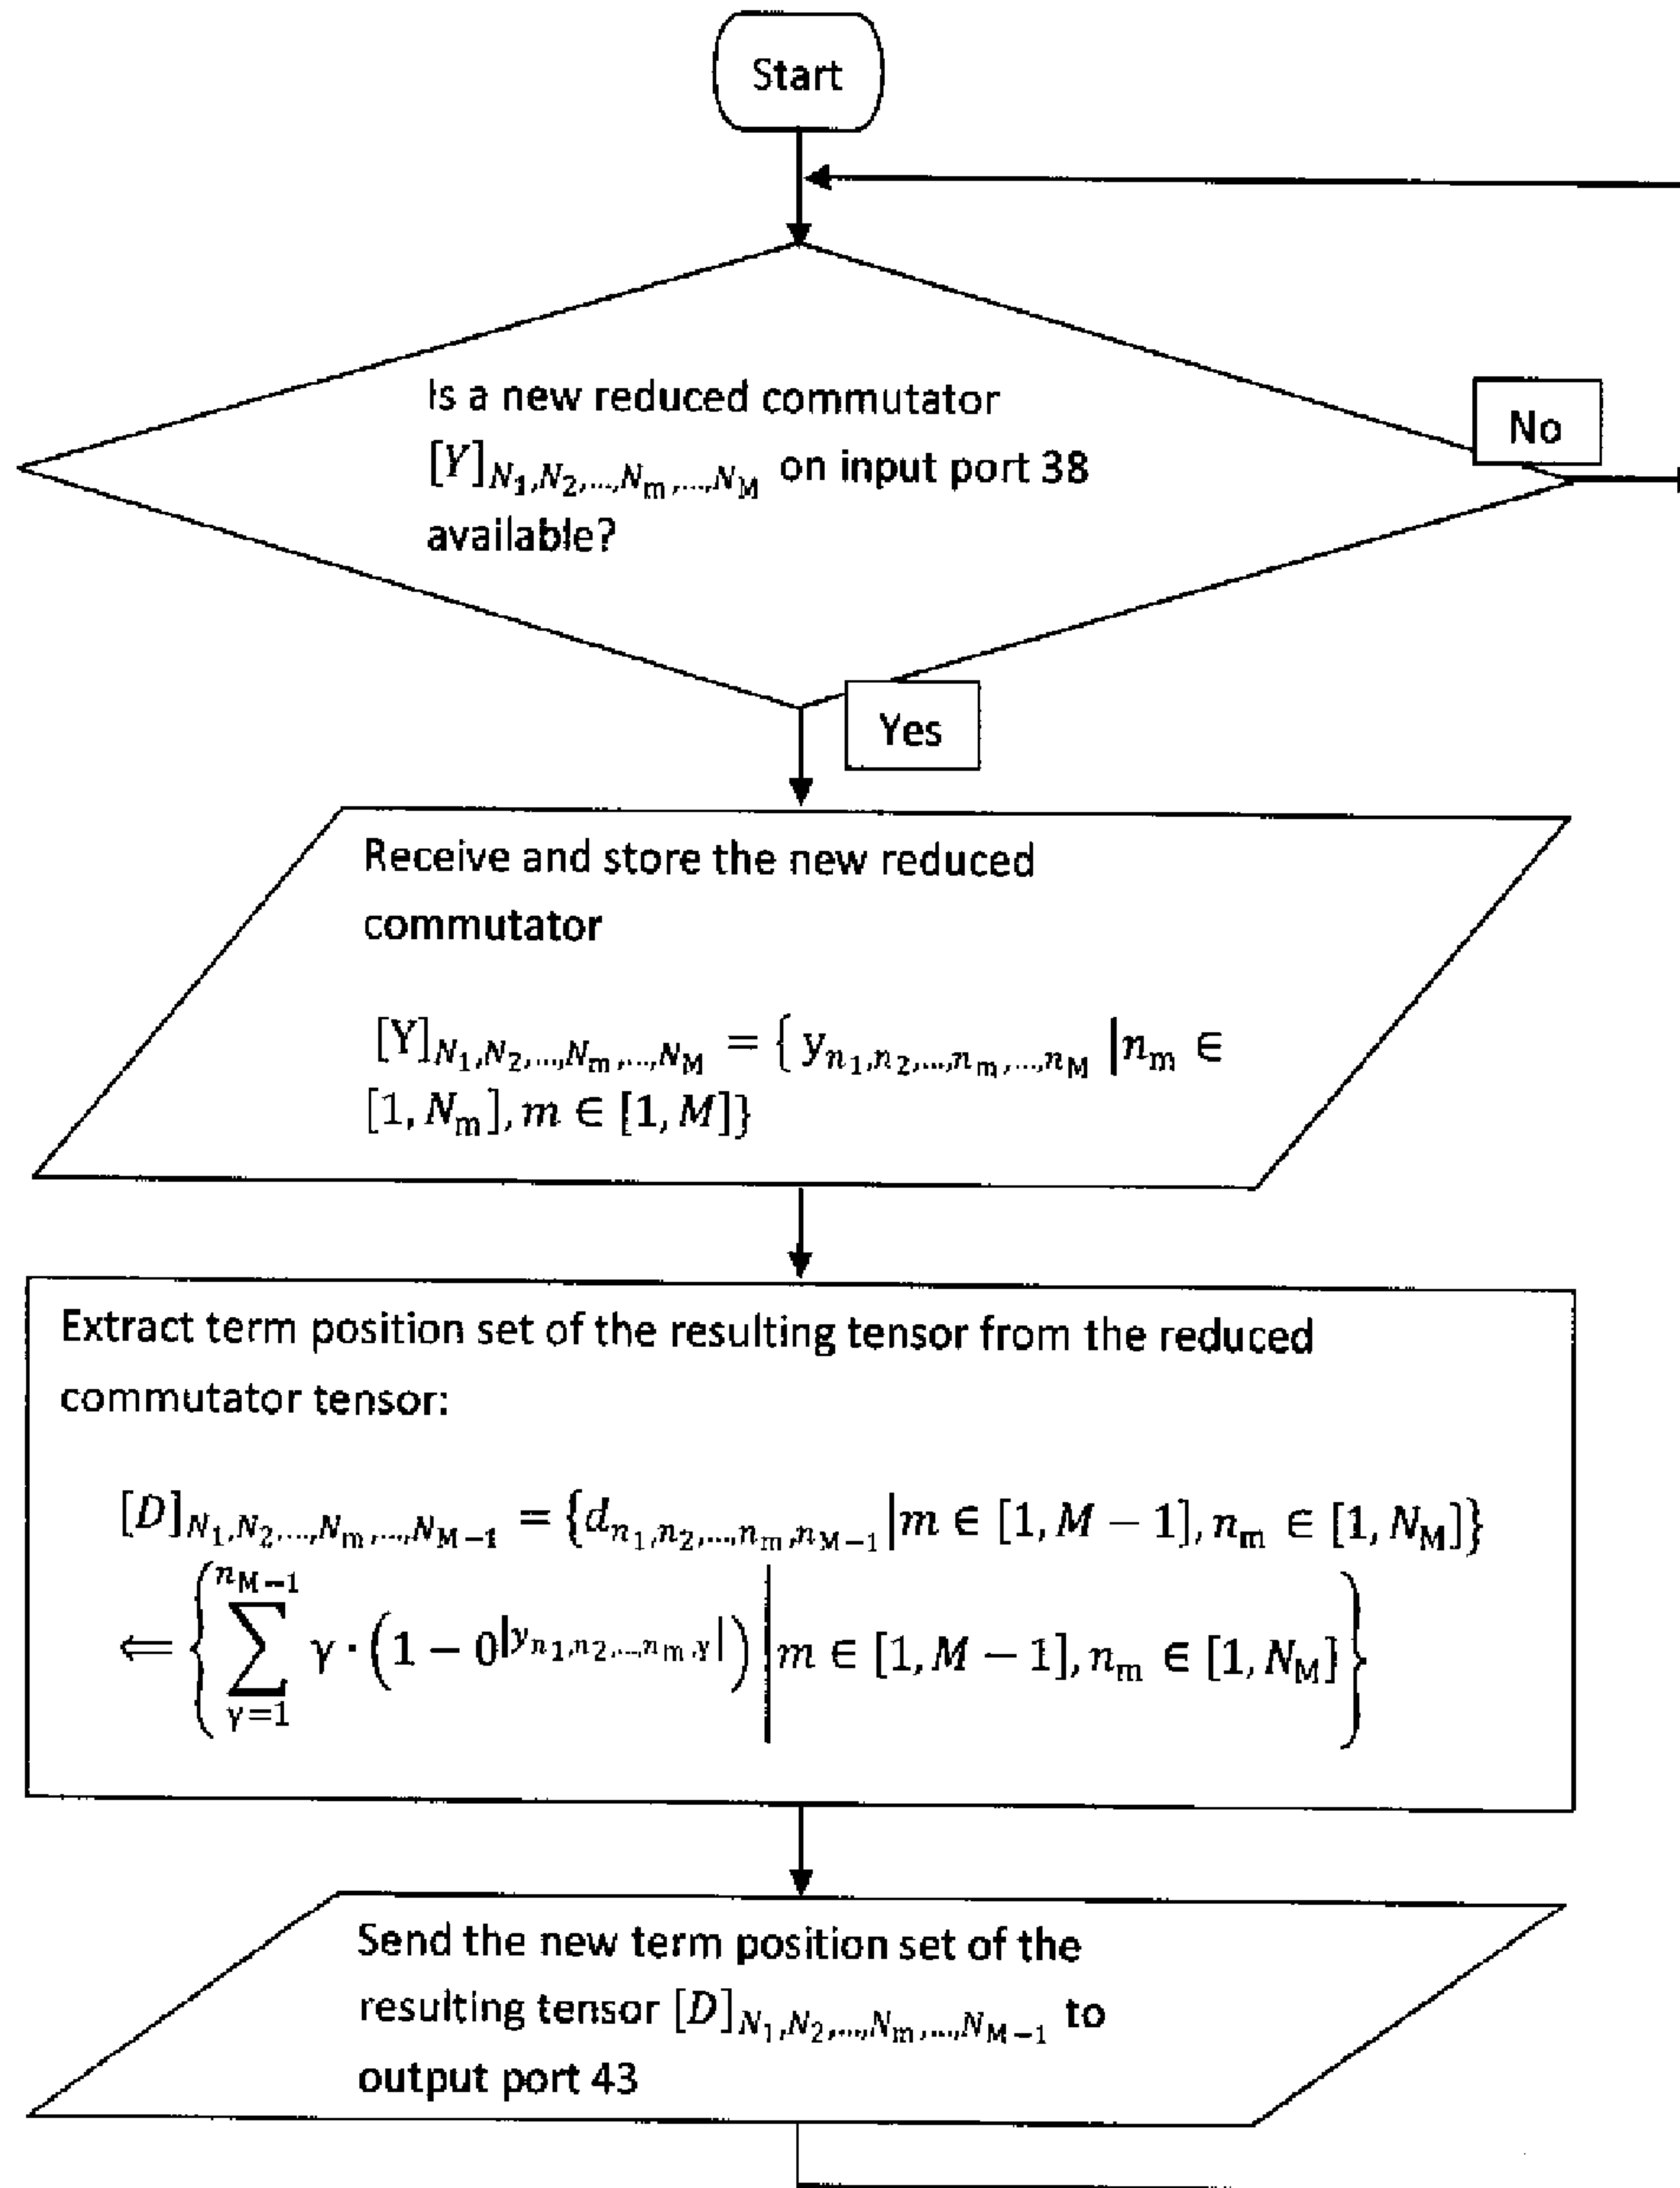 Start
Is a new reduced commutator
[Y]_{N_1,N_2,...,N_m,...,N_M} on input port 38
available?
No
Yes
Receive and store the new reduced
commutator
[Y]_{N_1,N_2,...,N_m,...,N_M} = { y_{n_1,n_2,...,n_m,...,n_M} |n_m ∈
[1, N_m], m ∈ [1, M]}
Extract term position set of the resulting tensor from the reduced
commutator tensor:
[D]_{N_1,N_2,...,N_m,...,N_{M-1}} = {d_{n_1,n_2,...,n_m,n_{M-1}}|m ∈ [1, M − 1], n_m ∈ [1, N_M]}
⇐ {∑_{γ=1}^{n_{M-1}} γ · (1 − 0^{|y_{n_1,n_2,...,n_m,γ}|}) |m ∈ [1, M − 1], n_m ∈ [1, N_M]}
Send the new term position set of the
resulting tensor [D]_{N_1,N_2,...,N_m,...,N_{M-1}} to
output port 43